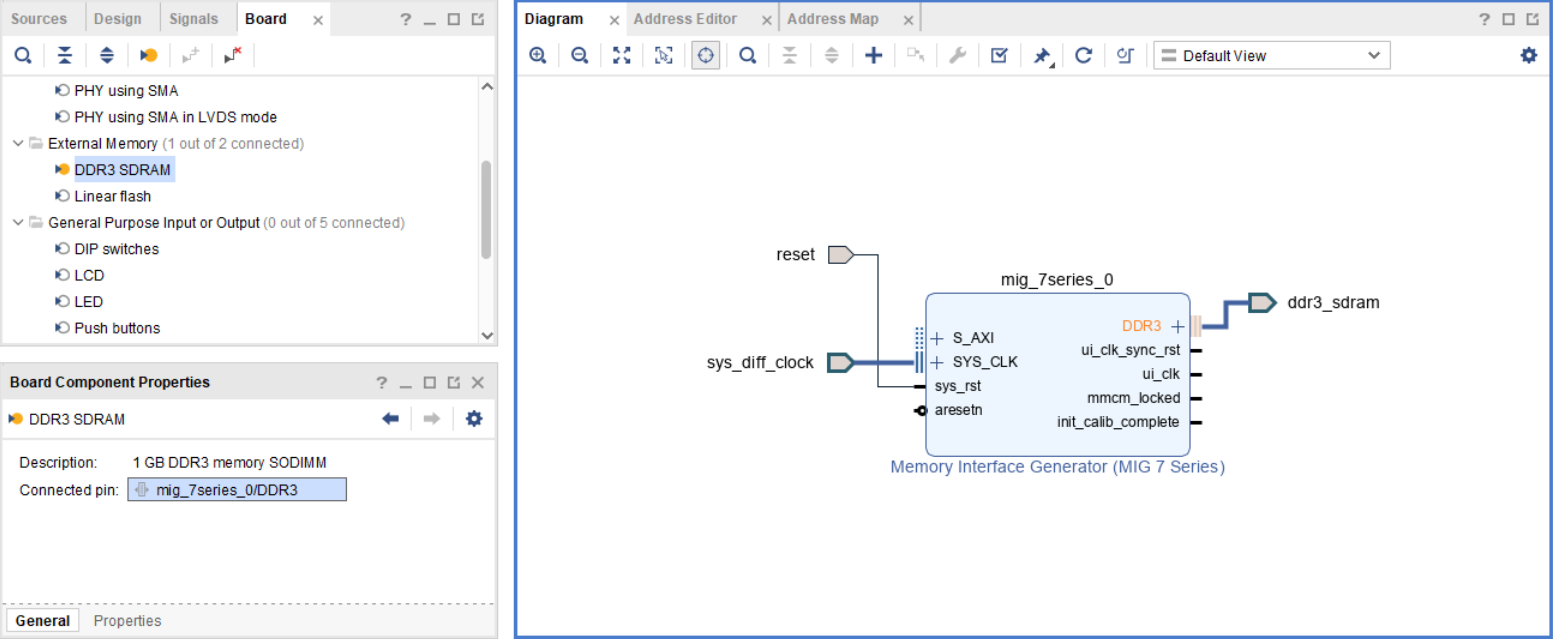 Sources Design Signals Board
PHY using SMA
PHY using SMA in LVDS mode
External Memory (1 out of 2 connected)
DDR3 SDRAM
Linear flash
General Purpose Input or Output (0 out of 5 connected)
DIP switches
LCD
LED
Push buttons
Board Component Properties
DDR3 SDRAM
Description: 1 GB DDR3 memory SODIMM
Connected pin: mig_7series_0/DDR3
General Properties
Diagram Address Editor Address Map
Default View
reset
mig_7series_0
ddr3_sdram
DDR3
S_AXI
ui_clk_sync_rst
sys_diff_clock
SYS_CLK
ui_clk
sys_rst
mmcm_locked
aresetn
init_calib_complete
Memory Interface Generator (MIG 7 Series)